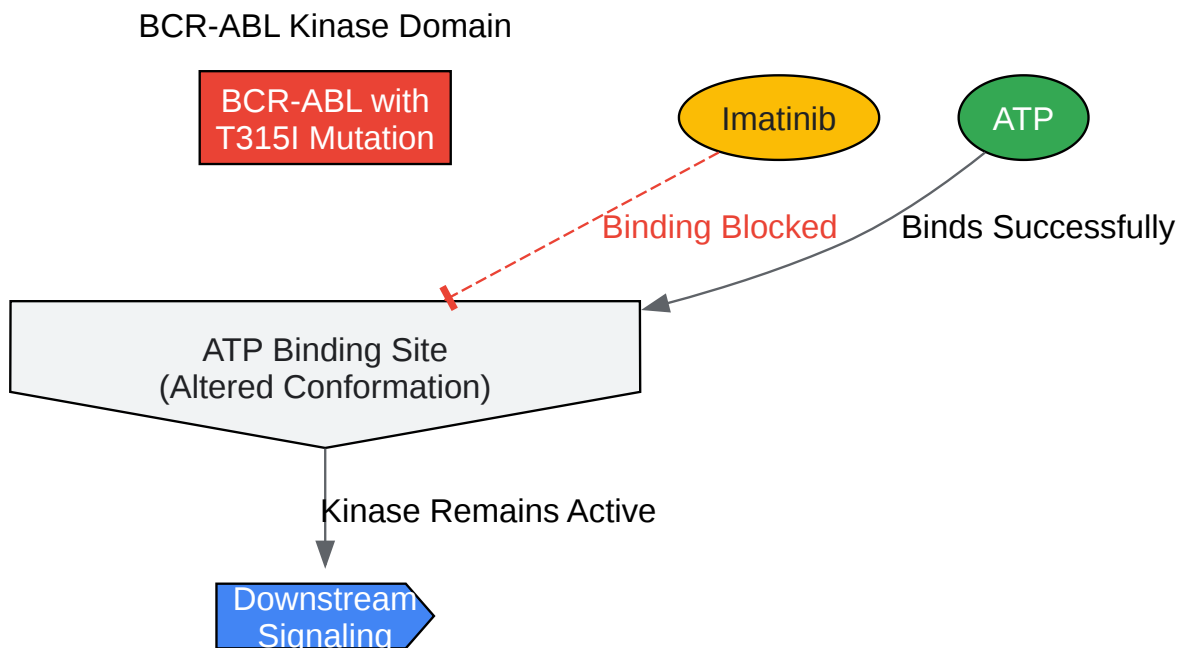 BCR-ABL Kinase Domain
BCR-ABL with
T315I Mutation
Imatinib
ATP
Binding Blocked
Binds Successfully
ATP Binding Site
(Altered Conformation)
Kinase Remains Active
Downstream
Signaling